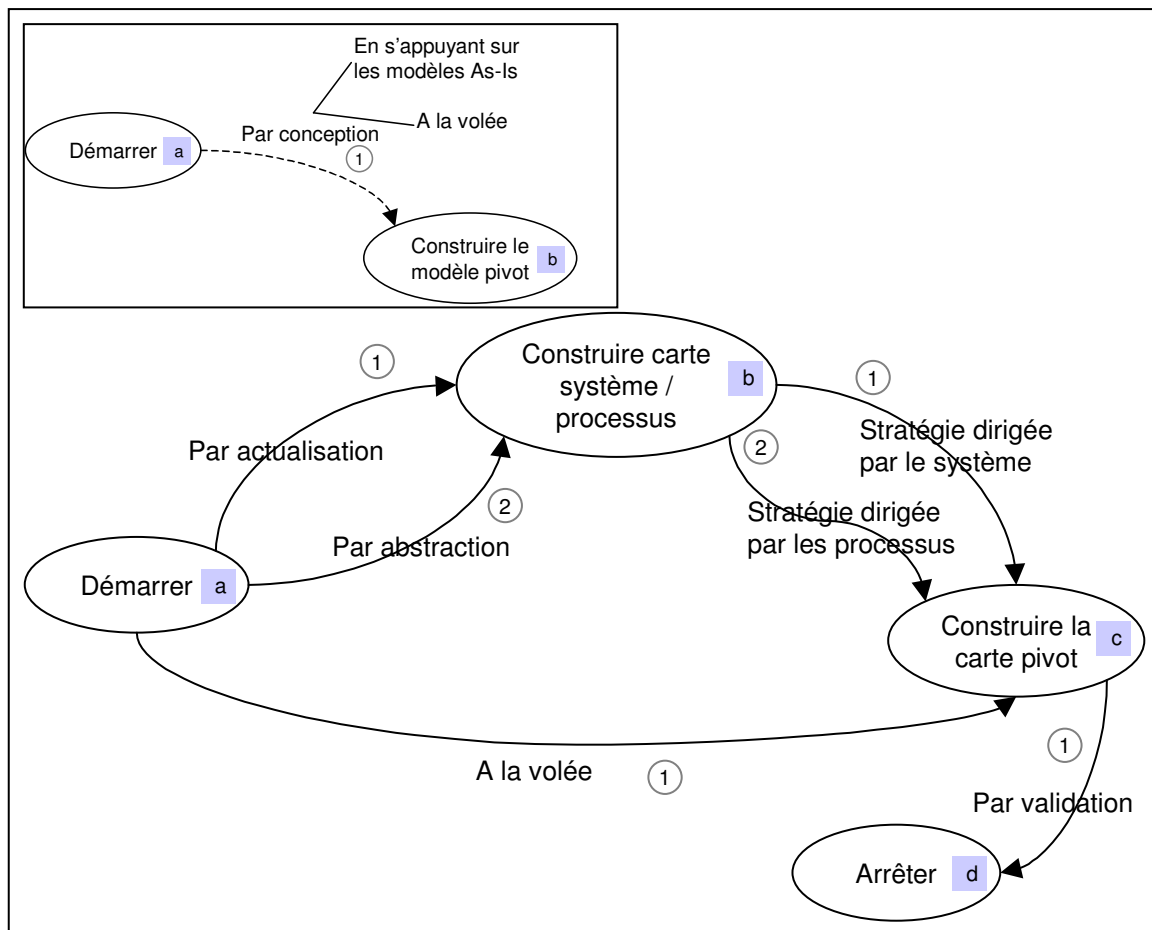 En s'appuyant sur
les modèles As-Is
A la volée
Par conception
1
Démarrer a
Construire le
modèle pivot b
Construire carte
système /
processus
b
1
1
Par actualisation
2
Stratégie dirigée
par le système
2
Par abstraction
Stratégie dirigée
par les processus
Démarrer a
Construire la
carte pivot c
A la volée 1
1
Par validation
Arrêter d